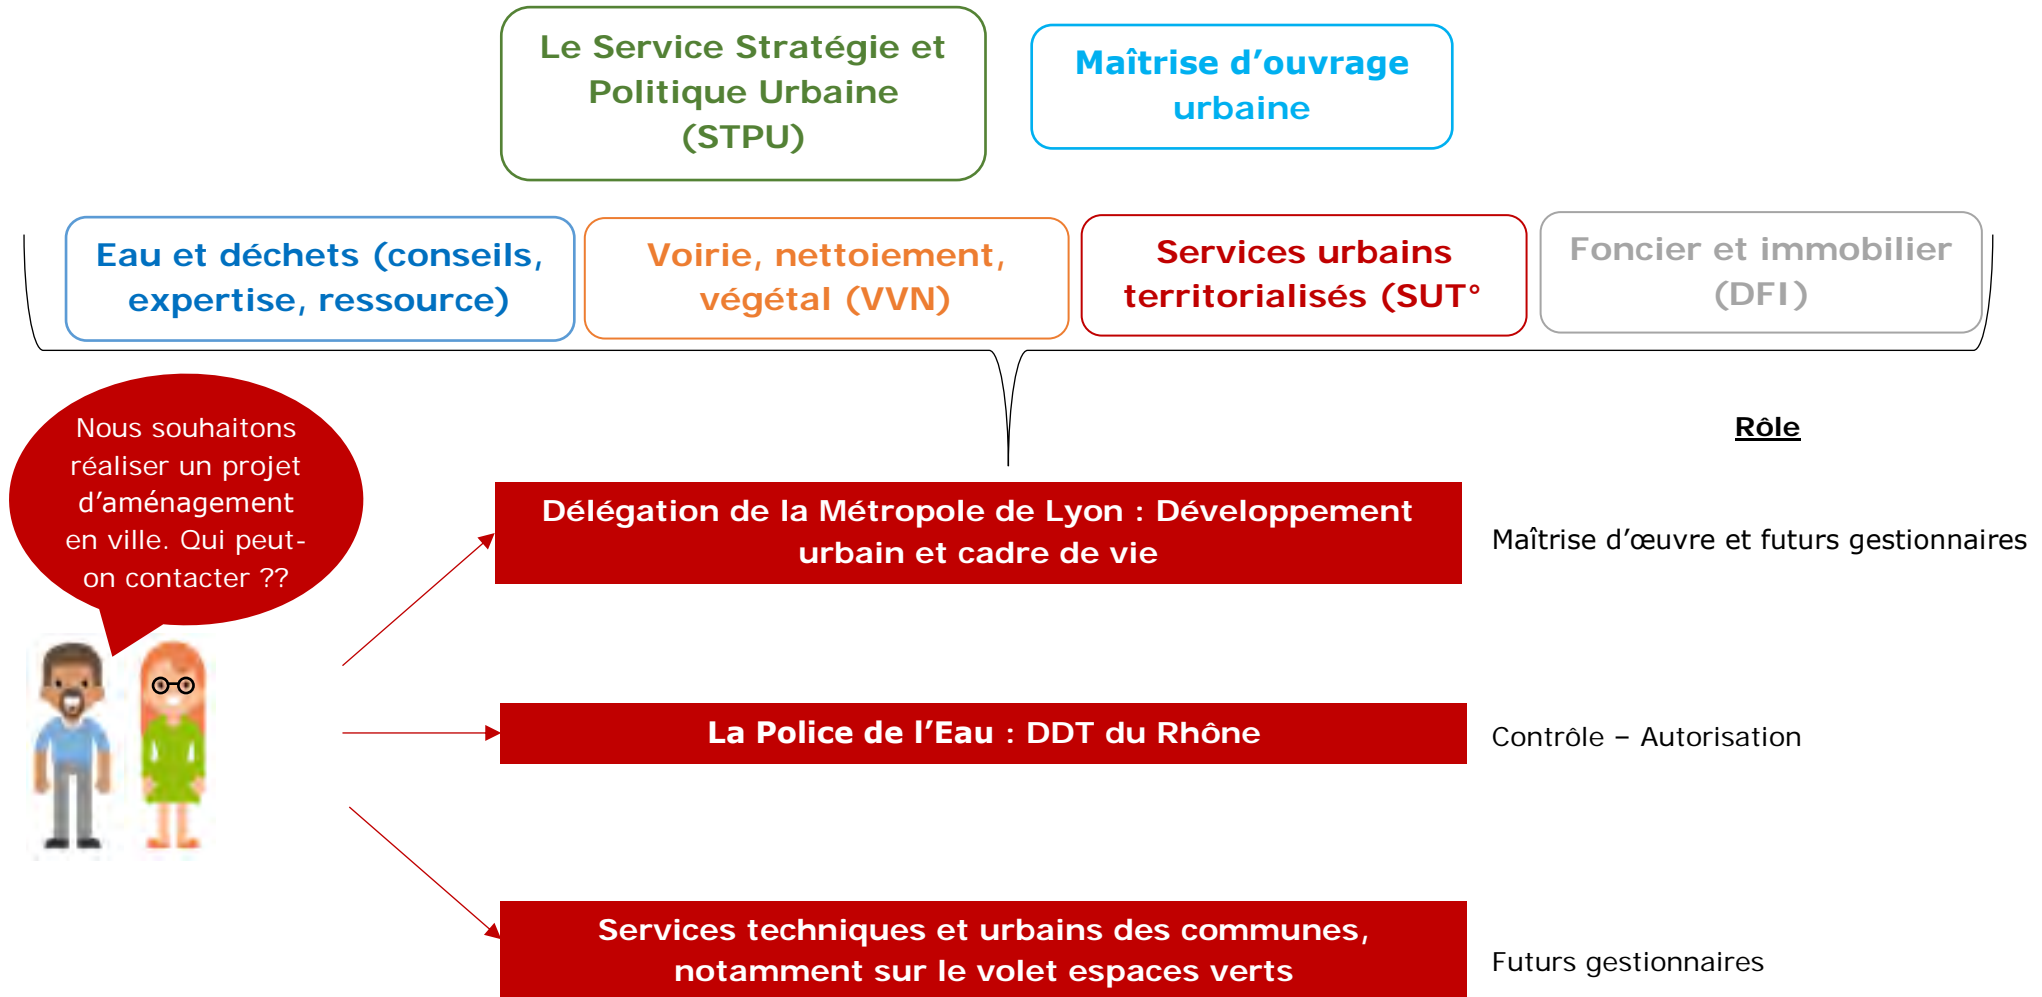 Le Service Stratégie et
Politique Urbaine
(STPU)
Maîtrise d’ouvrage
urbaine
Eau et déchets (conseils,
expertise, ressource)
Voirie, nettoiement,
végétal (VVN)
Services urbains
territorialisés (SUT°
Foncier et immobilier
(DFI)
Nous souhaitons
réaliser un projet
d’aménagement
en ville. Qui peut-
on contacter ??
Rôle
Délégation de la Métropole de Lyon : Développement
urbain et cadre de vie
Maîtrise d’œuvre et futurs gestionnaires
La Police de l’Eau : DDT du Rhône
Contrôle – Autorisation
Services techniques et urbains des communes,
notamment sur le volet espaces verts
Futurs gestionnaires